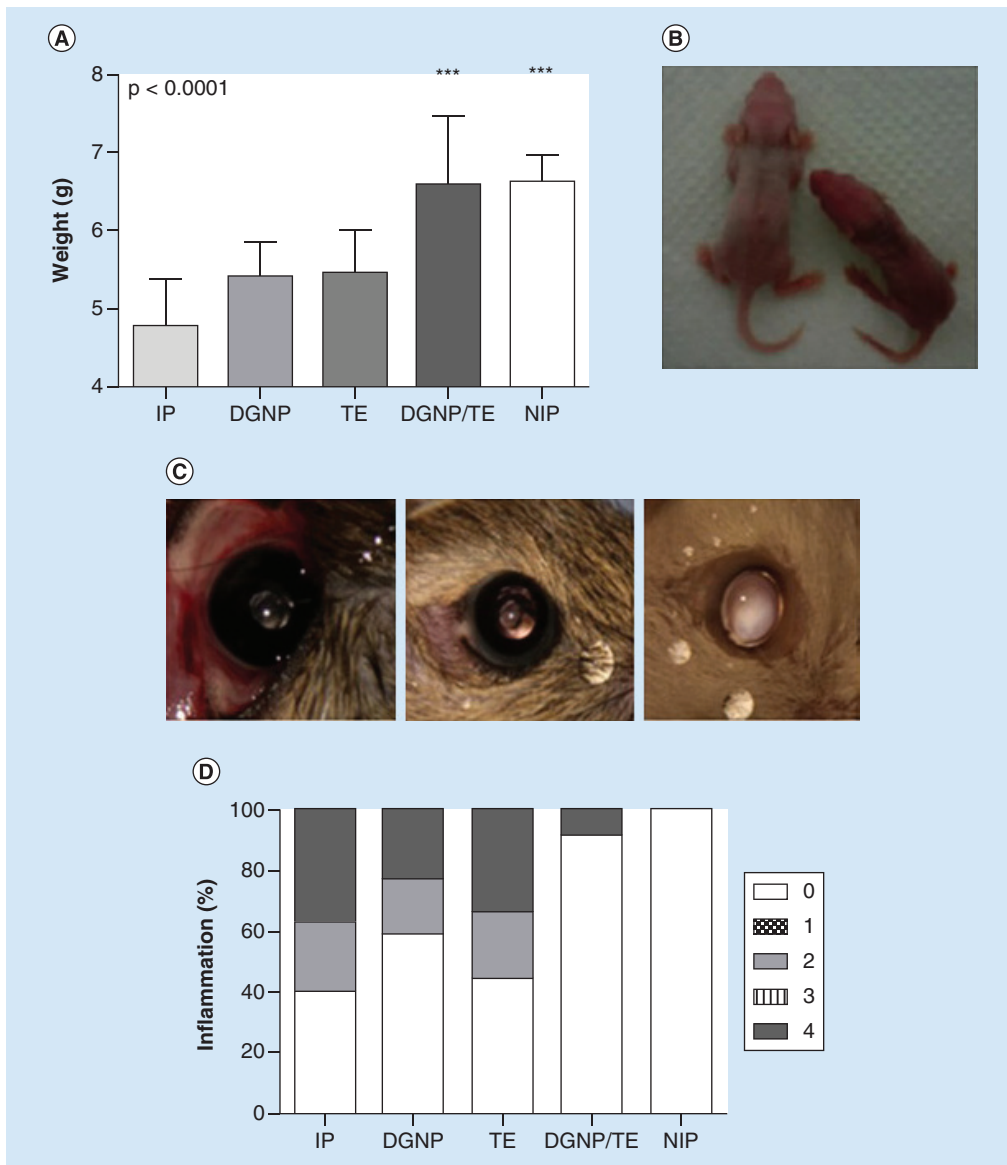 A
B
8
7
6
5
4
Weight (g)
p < 0.0001
***
***
IP DGNP TE DGNP/TE NIP
C
D
100
80
60
40
20
0
Inflammation (%)
IP DGNP TE DGNP/TE NIP
0
1
2
3
4